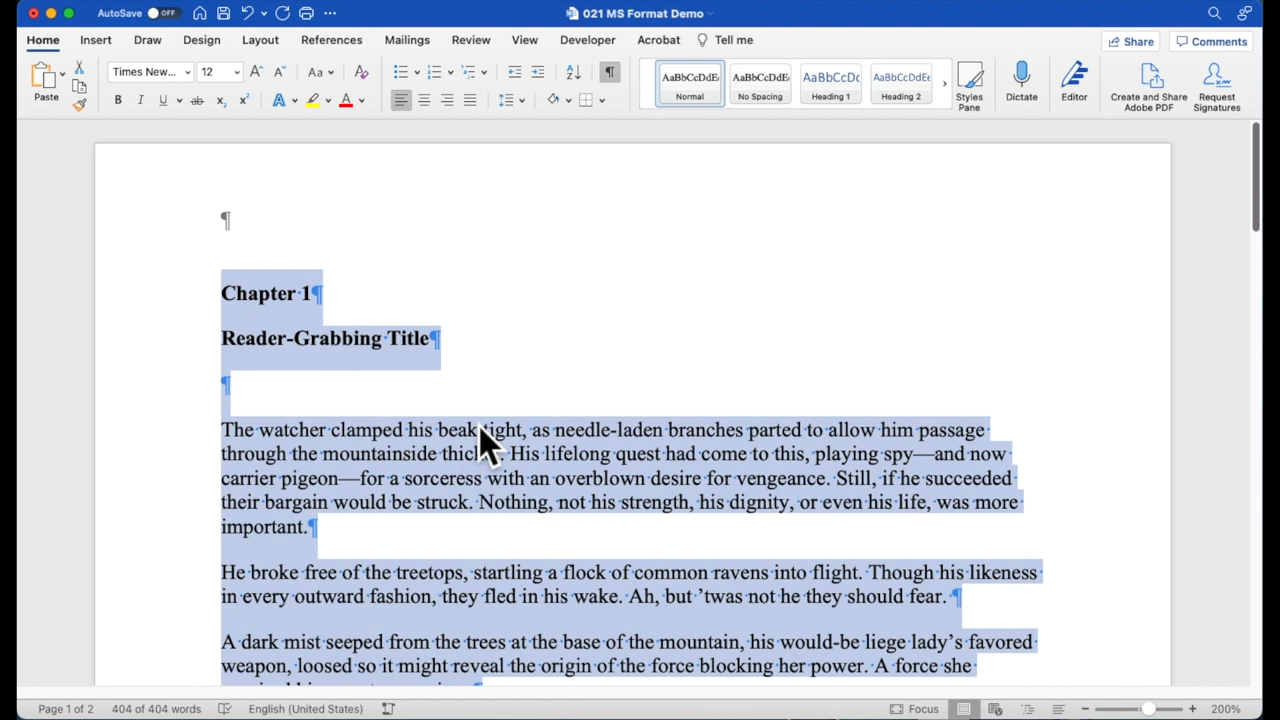 AutoSave OFF
021 MS Format Demo
Home Insert Draw Design Layout References Mailings Review View Developer Acrobat Tell me Share Comments
Times New... 12 Aa
Paste
B I U ab x₂ x² A A
AaBbCcDdEe AaBbCcDdEe AaBbCcDc AaBbCcDdEe
Normal No Spacing Heading 1 Heading 2
Styles Pane
Dictate
Editor
Create and Share Adobe PDF
Request Signatures
¶
Chapter 1¶
Reader-Grabbing Title¶
¶
The watcher clamped his beak tight, as needle-laden branches parted to allow him passage
through the mountainside His lifelong quest had come to this, playing spy—and now
carrier pigeon—for a sorceress with an overblown desire for vengeance. Still, if he succeeded
their bargain would be struck. Nothing, not his strength, his dignity, or even his life, was more
important.¶
He broke free of the treetops, startling a flock of common ravens into flight. Though his likeness
in every outward fashion, they fled in his wake. Ah, but ’twas not he they should fear. ¶
A dark mist seeped from the trees at the base of the mountain, his would-be liege lady’s favored
weapon, loosed so it might reveal the origin of the force blocking her power. A force she
Page 1 of 2 404 of 404 words English (United States) Focus 200%